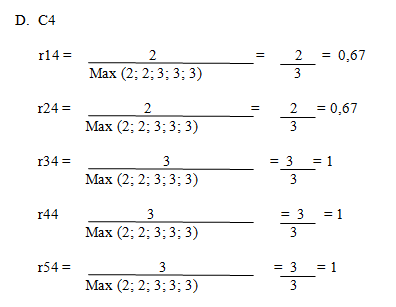 D. C4
r14 = 2 = 2 = 0,67
Max (2; 2; 3; 3; 3) 3
r24 = 2 = 2 = 0,67
Max (2; 2; 3; 3; 3) 3
r34 = 3 = 3 = 1
Max (2; 2; 3; 3; 3) 3
r44 3 = 3 = 1
Max (2; 2; 3; 3; 3) 3
r54 = 3 = 3 = 1
Max (2; 2; 3; 3; 3) 3